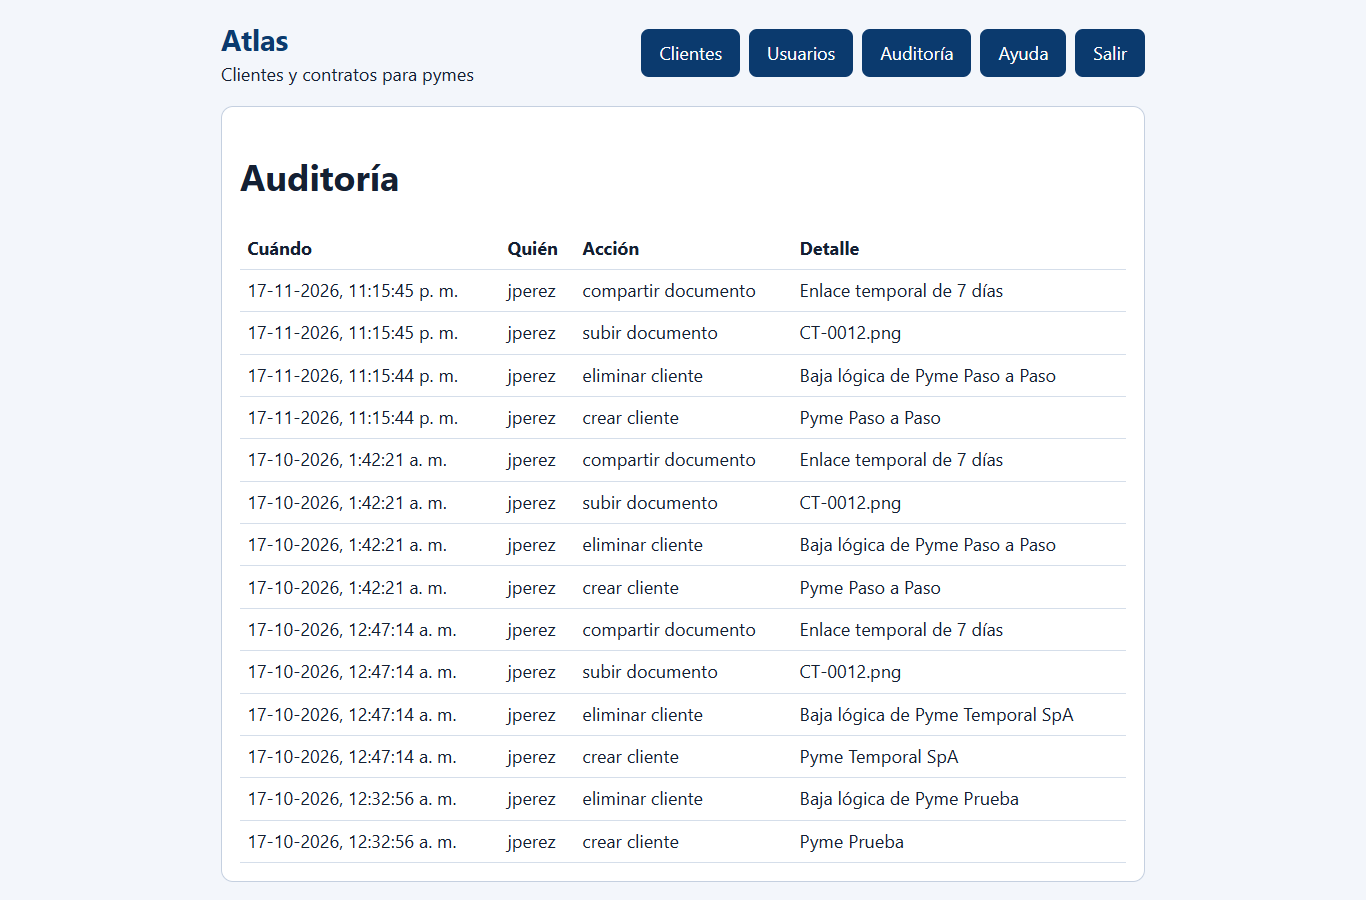 Atlas
Clientes y contratos para pymes
Clientes Usuarios Auditoría Ayuda Salir
Auditoría
Cuándo Quién Acción Detalle
17-11-2026, 11:15:45 p. m. jperez compartir documento Enlace temporal de 7 días
17-11-2026, 11:15:45 p. m. jperez subir documento CT-0012.png
17-11-2026, 11:15:44 p. m. jperez eliminar cliente Baja lógica de Pyme Paso a Paso
17-11-2026, 11:15:44 p. m. jperez crear cliente Pyme Paso a Paso
17-10-2026, 1:42:21 a. m. jperez compartir documento Enlace temporal de 7 días
17-10-2026, 1:42:21 a. m. jperez subir documento CT-0012.png
17-10-2026, 1:42:21 a. m. jperez eliminar cliente Baja lógica de Pyme Paso a Paso
17-10-2026, 1:42:21 a. m. jperez crear cliente Pyme Paso a Paso
17-10-2026, 12:47:14 a. m. jperez compartir documento Enlace temporal de 7 días
17-10-2026, 12:47:14 a. m. jperez subir documento CT-0012.png
17-10-2026, 12:47:14 a. m. jperez eliminar cliente Baja lógica de Pyme Temporal SpA
17-10-2026, 12:47:14 a. m. jperez crear cliente Pyme Temporal SpA
17-10-2026, 12:32:56 a. m. jperez eliminar cliente Baja lógica de Pyme Prueba
17-10-2026, 12:32:56 a. m. jperez crear cliente Pyme Prueba